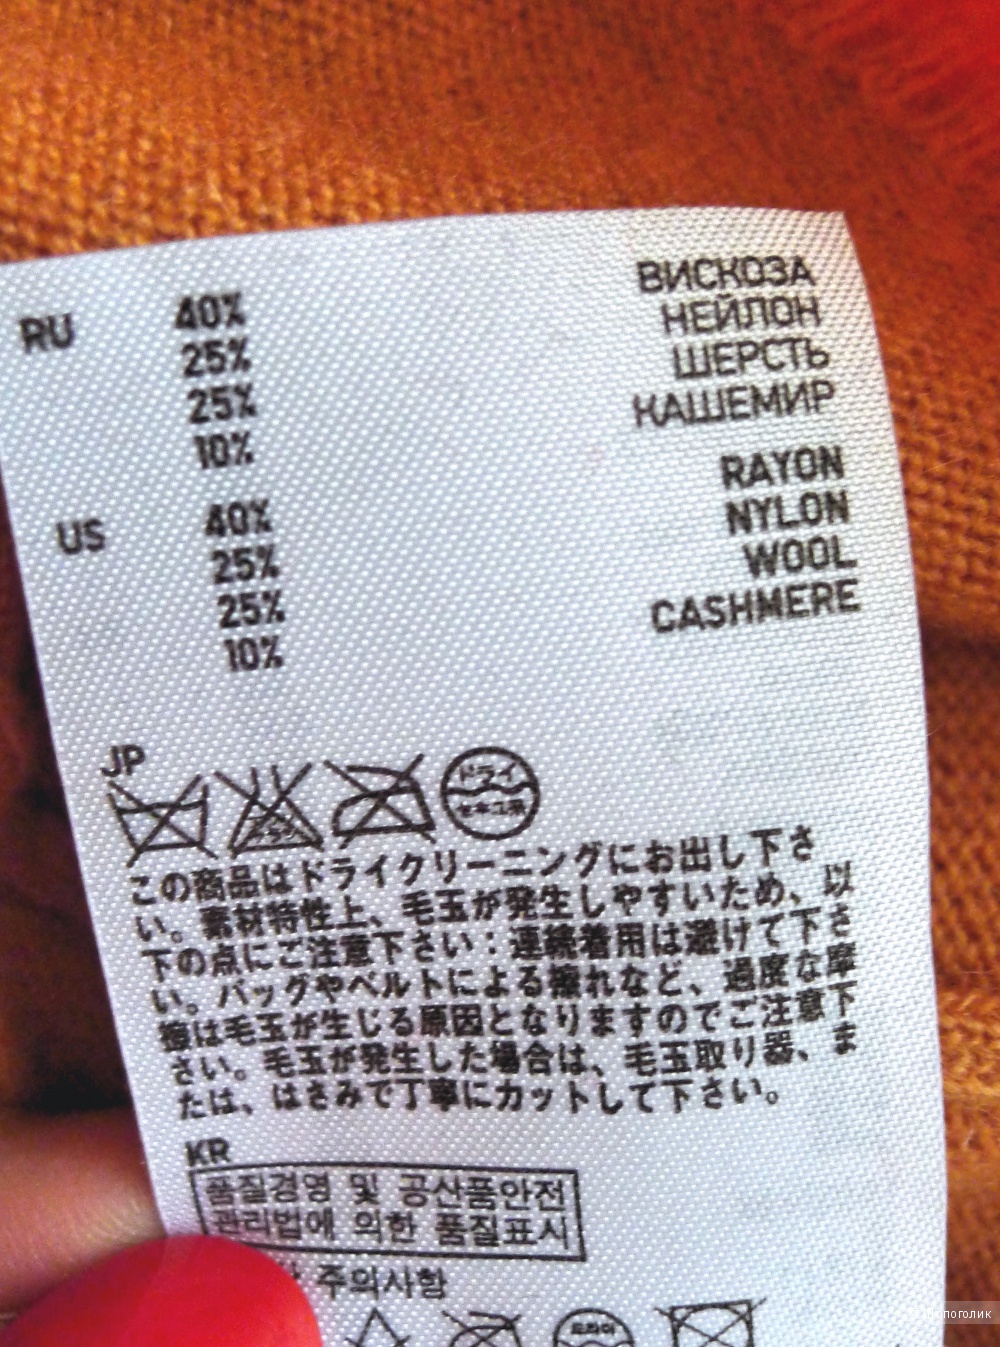 RU 40% ВИСКОЗА
25% НЕЙЛОН
25% ШЕРСТЬ
10% КАШЕМИР
US 40% RAYON
25% NYLON
25% WOOL
10% CASHMERE
JP
ドライ
この商品はドライクリーニングにお出し下さ
い。素材特性上、毛玉が発生しやすいため、以
下の点にご注意下さい：連続着用は避けて下さ
い。バッグやベルトによる擦れなど、過度な摩
擦は毛玉が生じる原因となりますのでご注意下
さい。毛玉が発生した場合は、毛玉取り器、ま
たは、はさみで丁寧にカットして下さい。
KR
품질경영 및 공산품안전
관리법에 의한 품질표시
주의사항
드라이